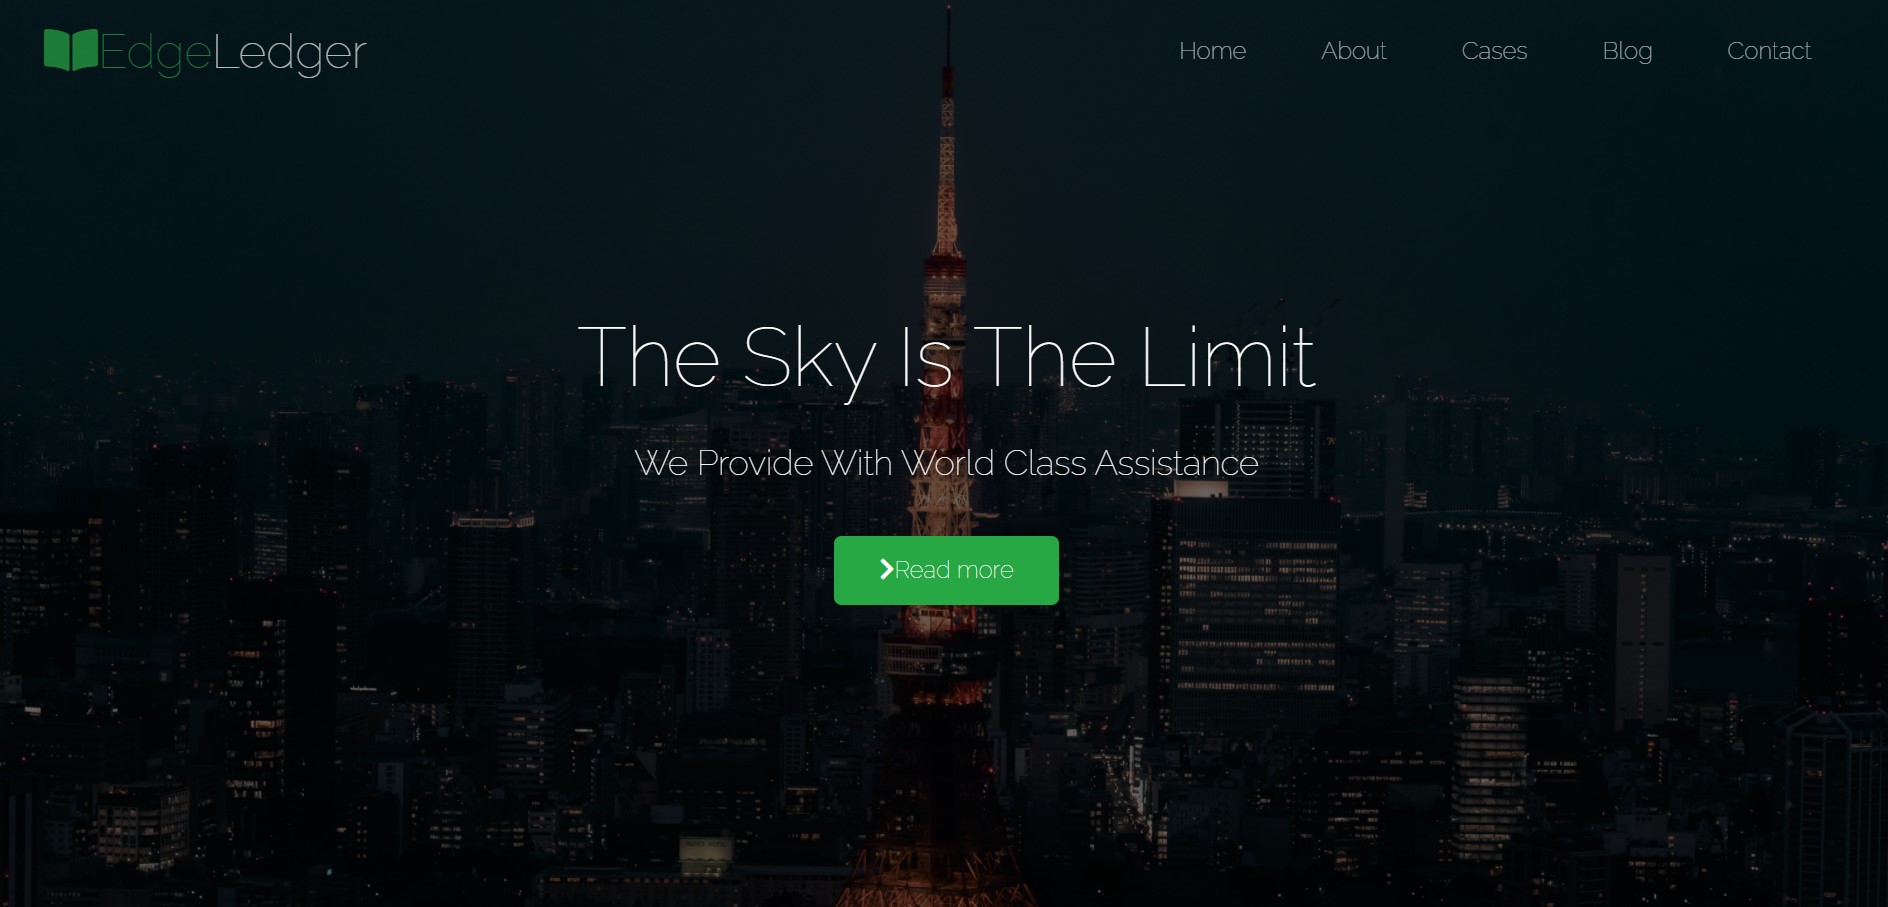 EdgeLedger
Home About Cases Blog Contact
The Sky Is The Limit
We Provide With World Class Assistance
Read more